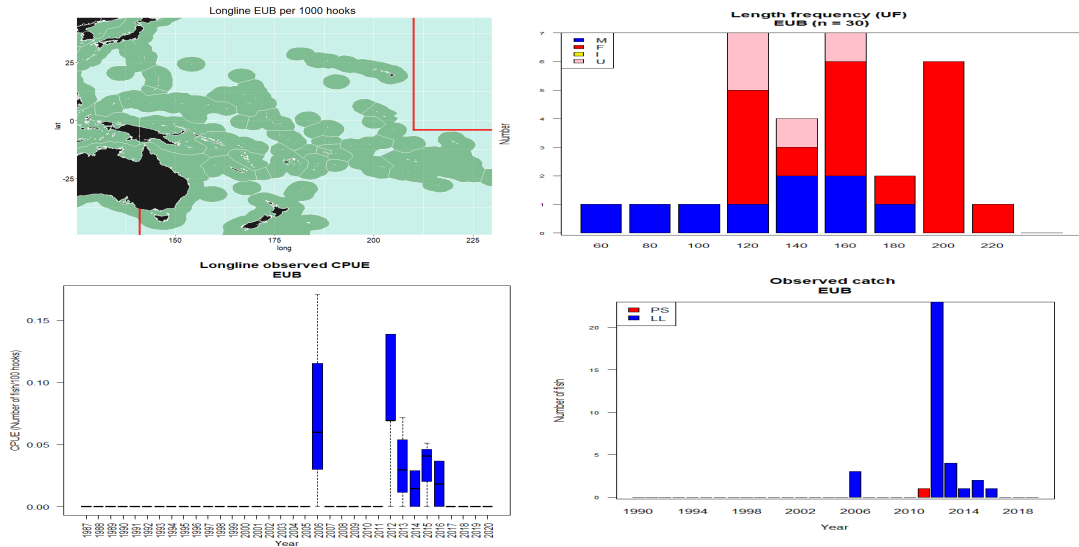 Longline EUB per 1000 hooks
25
0
-25
lat
150
175
200
225
long
Length frequency (UF)
EUB (n = 30)
M
F
I
U
7
6
5
4
3
2
1
0
Number
60 80 100 120 140 160 180 200 220
Longline observed CPUE
EUB
0.15
0.10
0.05
0.00
CPUE (Number of fish/100 hooks)
1987 1988 1989 1990 1991 1992 1993 1994 1995 1996 1997 1998 1999 2000 2001 2002 2003 2004 2005 2006 2007 2008 2009 2010 2011 2012 2013 2014 2015 2016 2017 2018 2019 2020
Year
Observed catch
EUB
PS
LL
20
15
10
5
0
Number of fish
1990 1994 1998 2002 2006 2010 2014 2018
Year